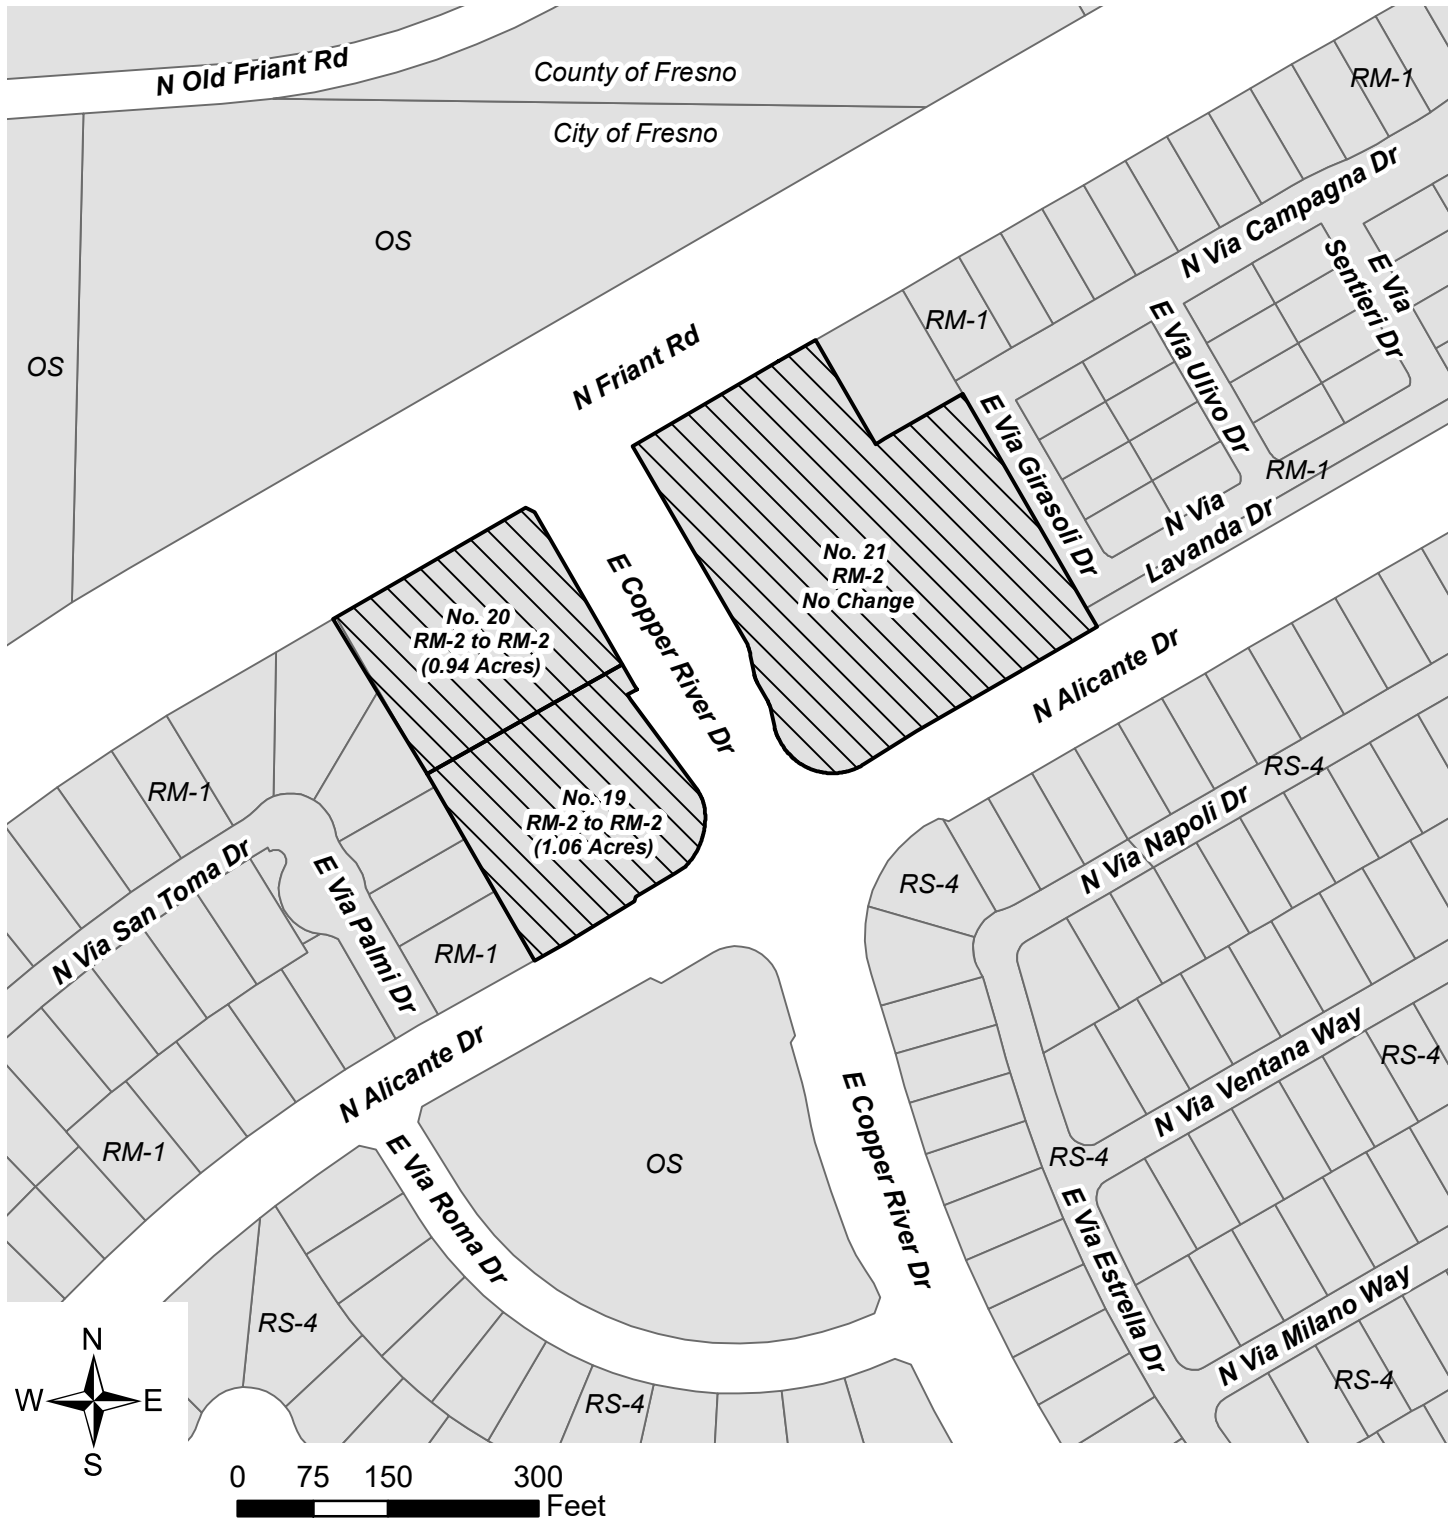 N Old Friant Rd
County of Fresno
City of Fresno
RM-1
N Via Campagna Dr
OS
E Via
Sentieri Dr
OS
RM-1
E Via Ulivo Dr
N Friant Rd
E Via Girasoli Dr
RM-1
N Via
Lavanda Dr
No. 21
RM-2
No Change
E Copper River Dr
No. 20
RM-2 to RM-2
(0.94 Acres)
N Alicante Dr
RS-4
RM-1
No. 19
RM-2 to RM-2
(1.06 Acres)
N Via Napoli Dr
N Via San Toma Dr
E Via Palmi Dr
RS-4
RM-1
N Alicante Dr
N Via Ventana Way
RS-4
E Copper River Dr
RM-1
E Via Roma Dr
OS
RS-4
E Via Estrella Dr
RS-4
N Via Milano Way
RS-4
RS-4
N
W E
S
0 75 150 300
Feet